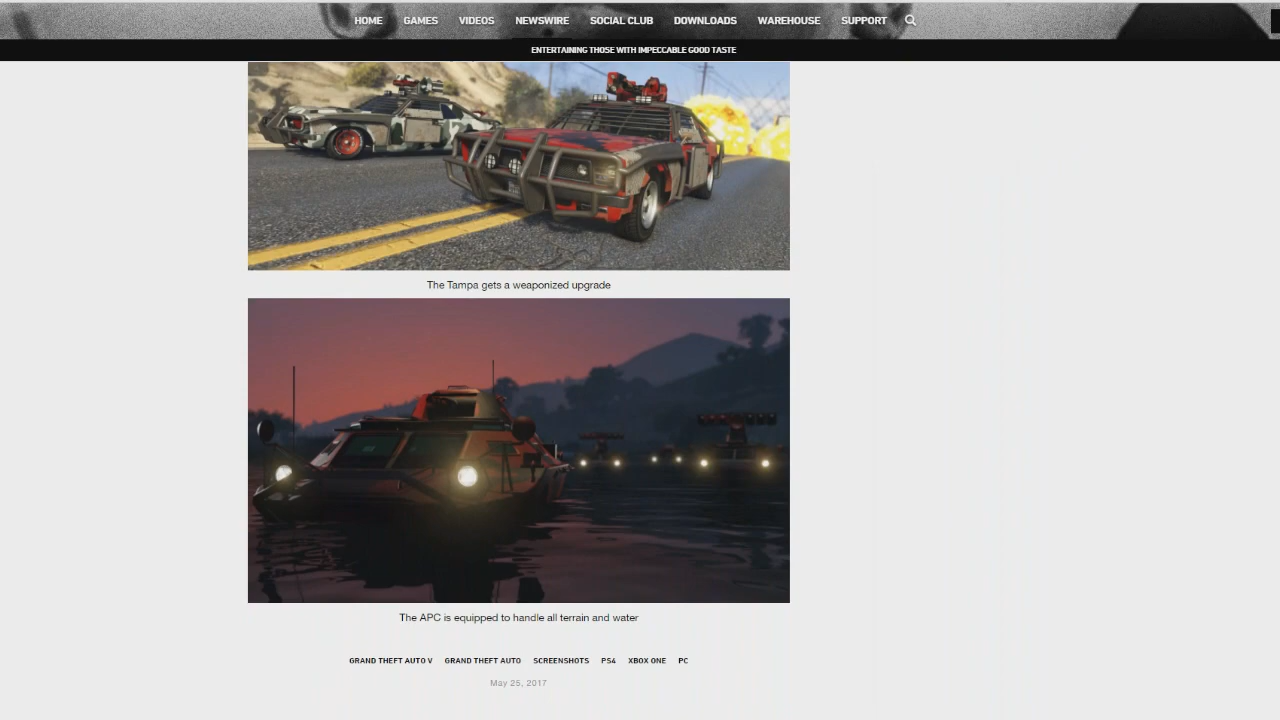 HOME GAMES VIDEOS NEWSWIRE SOCIAL CLUB DOWNLOADS WAREHOUSE SUPPORT
ENTERTAINING THOSE WITH IMPECCABLE GOOD TASTE
The Tampa gets a weaponized upgrade
The APC is equipped to handle all terrain and water
GRAND THEFT AUTO V GRAND THEFT AUTO SCREENSHOTS PS4 XBOX ONE PC
May 25, 2017